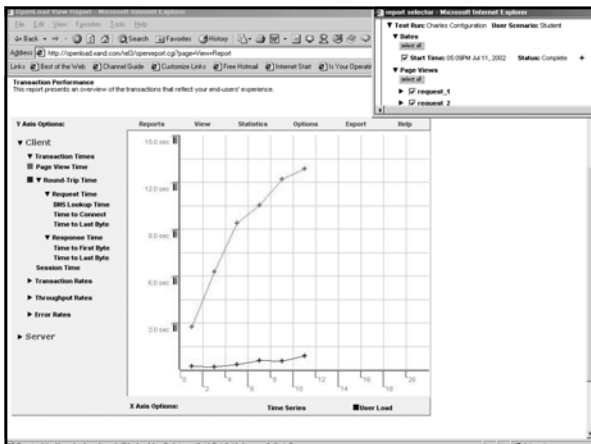 OpenLoad View Report - Microsoft Internet Explorer
File Edit View Favorites Tools Help
Back Search Favorites History
Address http://openload.xand.com/rel3/openreport.cgi?page=View+Report
Links Best of the Web Channel Guide Customize Links Free Hotmail Internet Start Is Your Operatin
report selector - Microsoft Internet Explorer
Test Run: Charles Configuration User Scenario: Student
Dates
select all
Start Time: 05:09PM Jul 11, 2002 Status: Complete
Page Views
select all
request_1
request_2
Transaction Performance
This report presents an overview of the transactions that reflect your end-users' experience.
Y Axis Options: Reports View Statistics Options Export Help
Client
Transaction Times
Page View Time
Round-Trip Time
Request Time
DNS Lookup Time
Time to Connect
Time to Last Byte
Response Time
Time to First Byte
Time to Last Byte
Session Time
Transaction Rates
Throughput Rates
Error Rates
Server
15.0 sec
12.0 sec
9.0 sec
6.0 sec
3.0 sec
0 2 4 6 8 10 12 14 16 18 20
X Axis Options: Time Series User Load